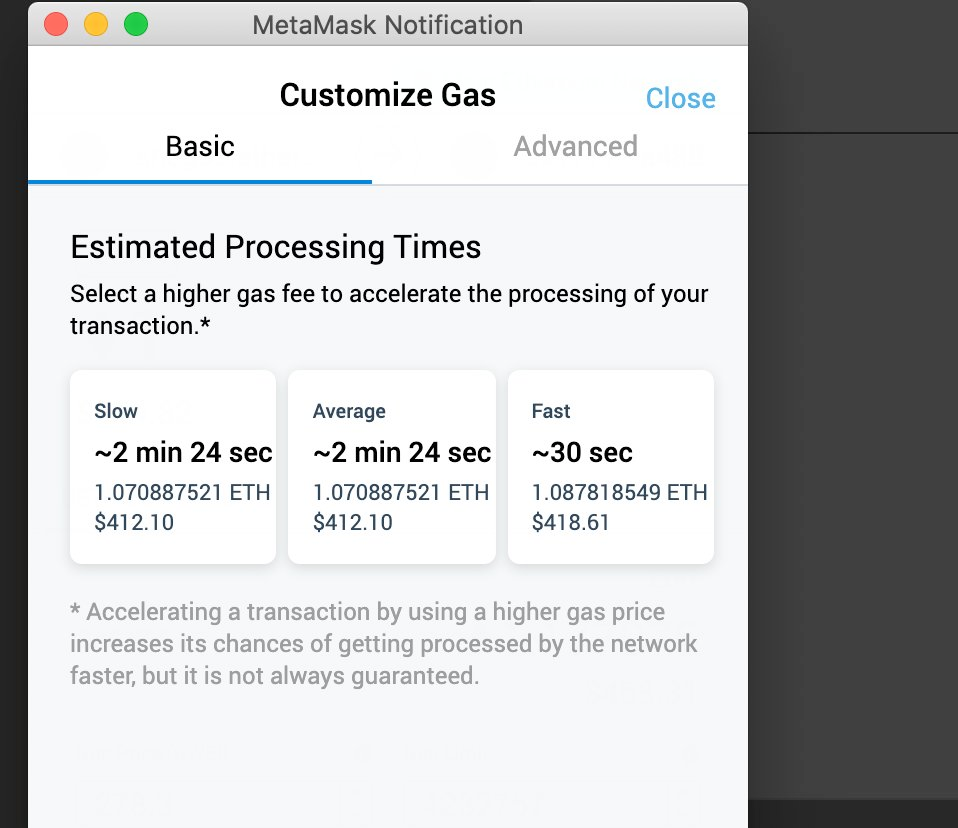 MetaMask Notification
Customize Gas
Close
Basic
Advanced
Estimated Processing Times
Select a higher gas fee to accelerate the processing of your
transaction.*
Slow
~2 min 24 sec
1.070887521 ETH
$412.10
Average
~2 min 24 sec
1.070887521 ETH
$412.10
Fast
~30 sec
1.087818549 ETH
$418.61
* Accelerating a transaction by using a higher gas price
increases its chances of getting processed by the network
faster, but it is not always guaranteed.